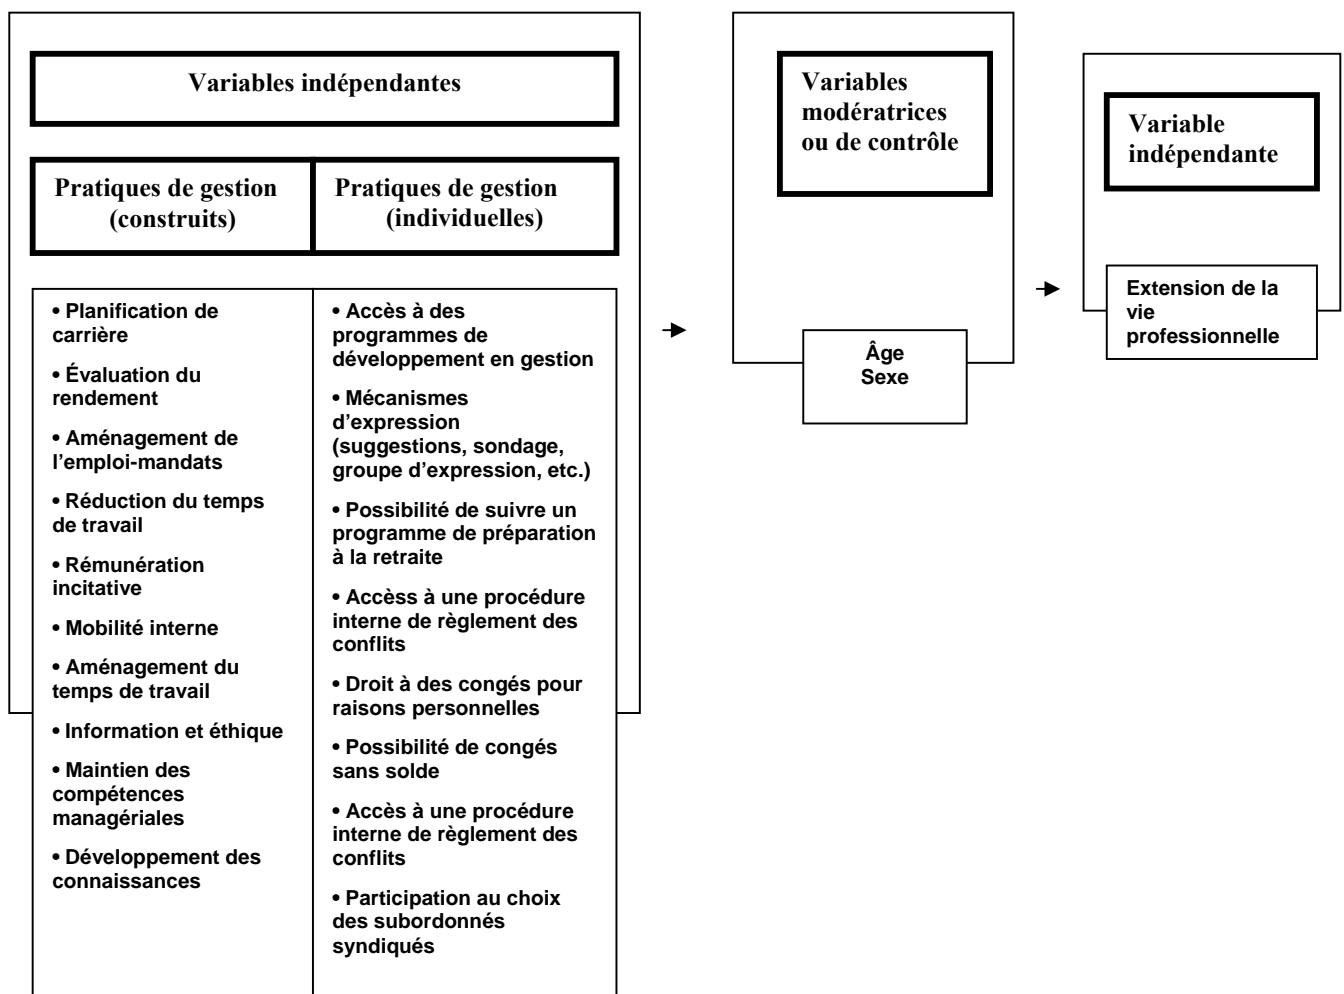 Variables indépendantes
Pratiques de gestion
(construits)
Pratiques de gestion
(individuelles)
• Planification de
carrière
• Évaluation du
rendement
• Aménagement de
l’emploi-mandats
• Réduction du temps
de travail
• Rémunération
incitative
• Mobilité interne
• Aménagement du
temps de travail
• Information et éthique
• Maintien des
compétences
managériales
• Développement des
connaissances
• Accès à des
programmes de
développement en gestion
• Mécanismes
d’expression
(suggestions, sondage,
groupe d’expression, etc.)
• Possibilité de suivre un
programme de préparation
à la retraite
• Accèss à une procédure
interne de règlement des
conflits
• Droit à des congés pour
raisons personnelles
• Possibilité de congés
sans solde
• Accès à une procédure
interne de règlement des
conflits
• Participation au choix
des subordonnés
syndiqués
Variables
modératrices
ou de contrôle
Âge
Sexe
Variable
indépendante
Extension de la
vie
professionnelle